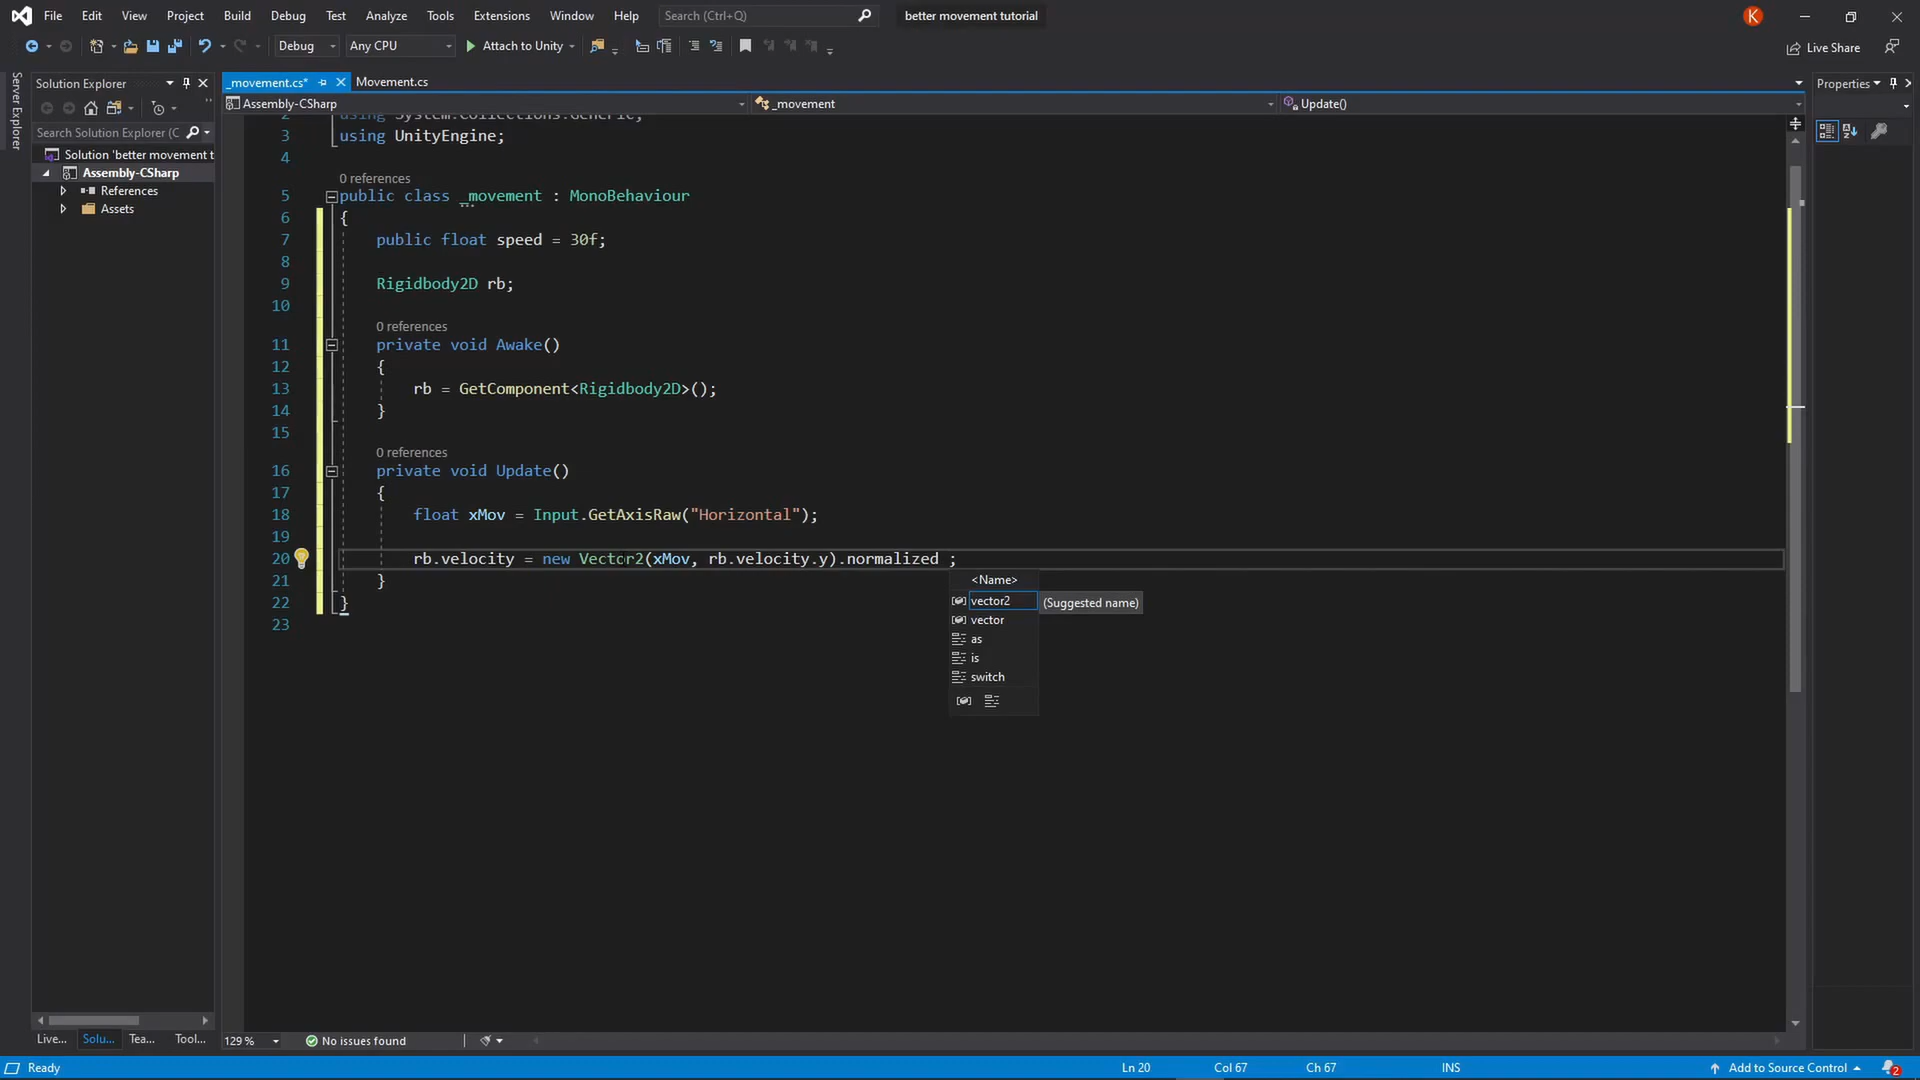 File Edit View Project Build Debug Test Analyze Tools Extensions Window Help Search (Ctrl+Q) better movement tutorial K
Debug Any CPU Attach to Unity Live Share
Server Explorer
Solution Explorer
Search Solution Explorer (C
Solution 'better movement t
Assembly-CSharp
References
Assets
_movement.cs* Movement.cs
Assembly-CSharp _movement Update()
Properties
2 using System.Collections.Generic;
3 using UnityEngine;
4
0 references
5 public class _movement : MonoBehaviour
6 {
7 public float speed = 30f;
8
9 Rigidbody2D rb;
10
0 references
11 private void Awake()
12 {
13 rb = GetComponent<Rigidbody2D>();
14 }
15
0 references
16 private void Update()
17 {
18 float xMov = Input.GetAxisRaw("Horizontal");
19
20 rb.velocity = new Vector2(xMov, rb.velocity.y).normalized ;
21 }
22 }
23
<Name>
vector2 (Suggested name)
vector
as
is
switch
Live... Solu... Tea... Tool...
129 % No issues found
Ready Ln 20 Col 67 Ch 67 INS Add to Source Control 2